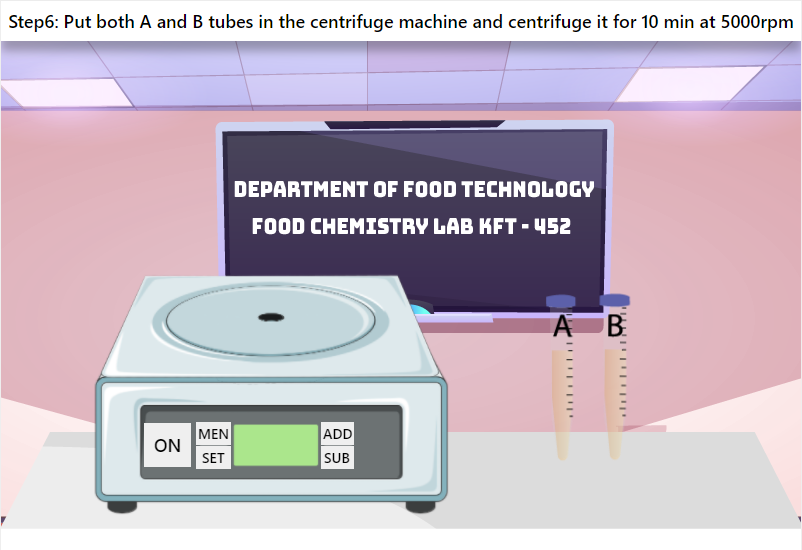 Step6: Put both A and B tubes in the centrifuge machine and centrifuge it for 10 min at 5000rpm
DEPARTMENT OF FOOD TECHNOLOGY
FOOD CHEMISTRY LAB KFT - 452
A B
ON MEN ADD
SET SUB